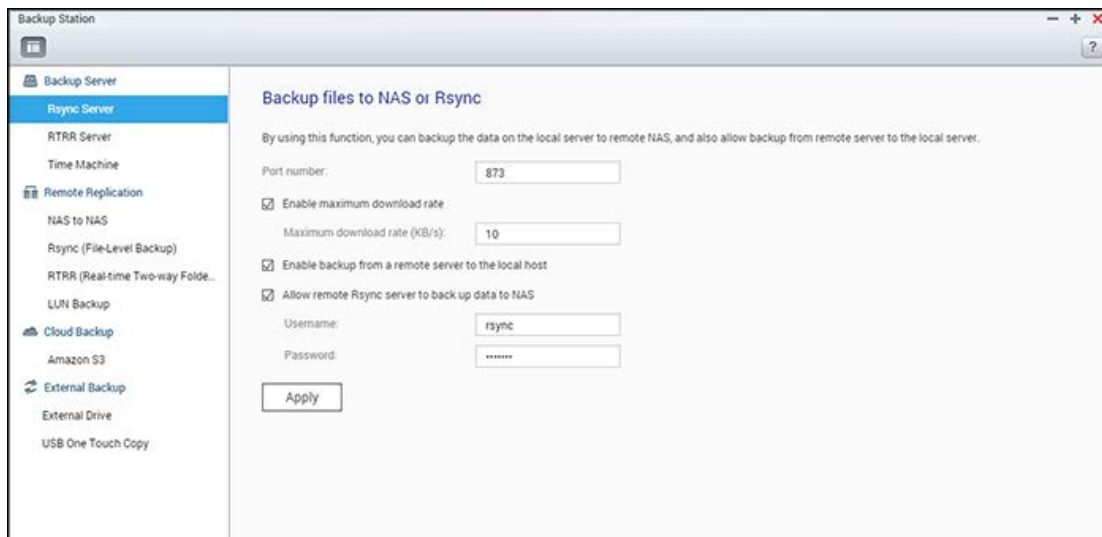 Backup Station
?
Backup Server
Rsync Server
RTRR Server
Time Machine
Remote Replication
NAS to NAS
Rsync (File-Level Backup)
RTRR (Real-time Two-way Folde...
LUN Backup
Cloud Backup
Amazon S3
External Backup
External Drive
USB One Touch Copy
Backup files to NAS or Rsync
By using this function, you can backup the data on the local server to remote NAS, and also allow backup from remote server to the local server.
Port number: 873
Enable maximum download rate
Maximum download rate (KB/s): 10
Enable backup from a remote server to the local host
Allow remote Rsync server to back up data to NAS
Username: rsync
Password: •••••••
Apply